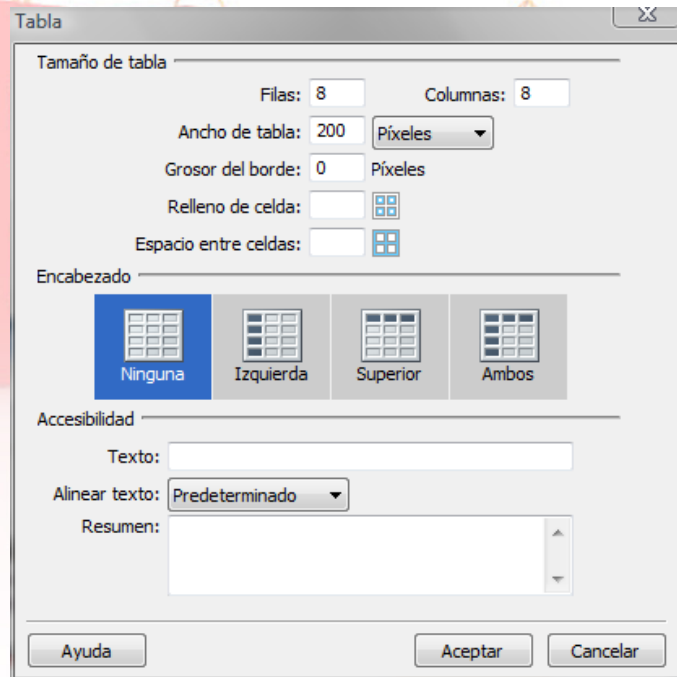 Tabla
Tamaño de tabla
Filas: 8 Columnas: 8
Ancho de tabla: 200 Píxeles
Grosor del borde: 0 Píxeles
Relleno de celda:
Espacio entre celdas:
Encabezado
Ninguna Izquierda Superior Ambos
Accesibilidad
Texto:
Alinear texto: Predeterminado
Resumen:
Ayuda Aceptar Cancelar